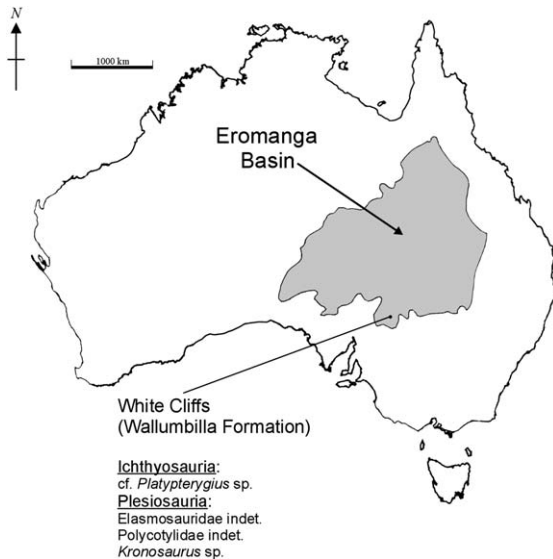 N
1000 km
Eromanga
Basin
White Cliffs
(Wallumbilla Formation)
Ichthyosauria:
cf. Platypterygius sp.
Plesiosauria:
Elasmosauridae indet.
Polycotylidae indet.
Kronosaurus sp.